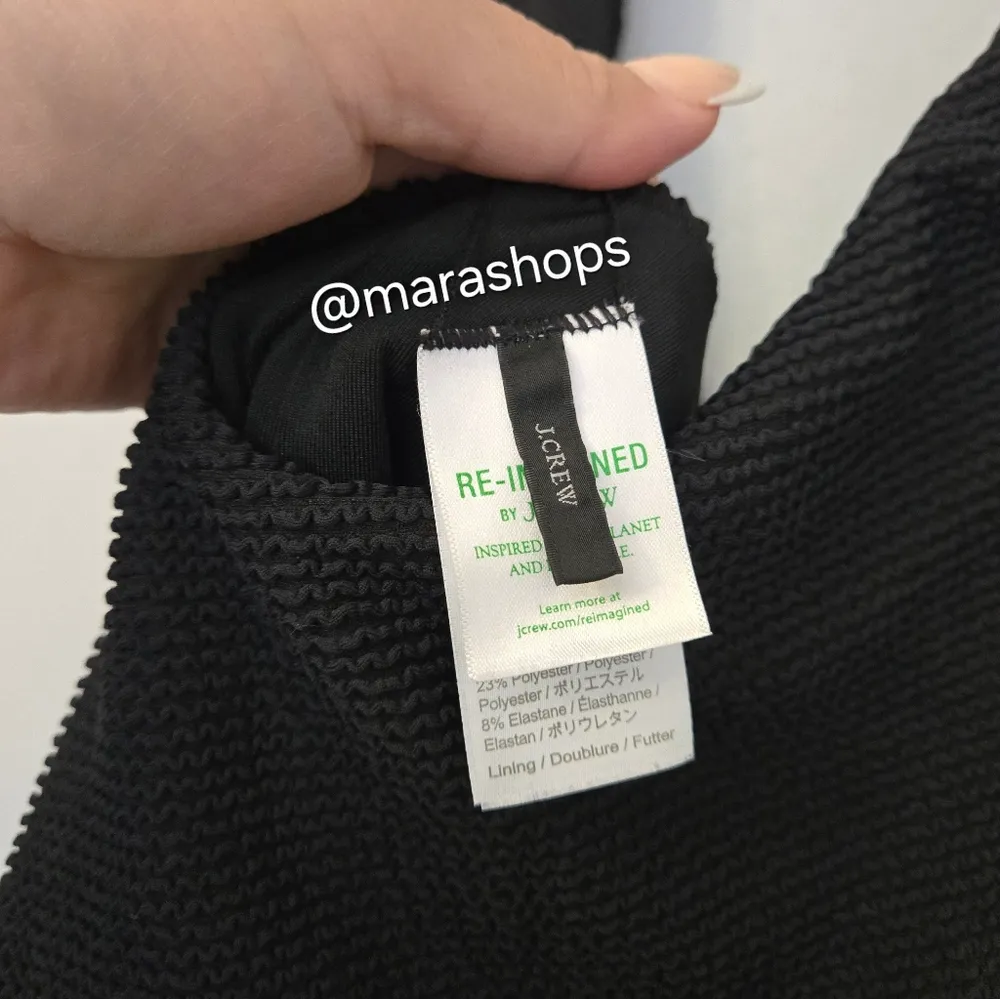 @marashops
J.CREW
RE-IM NED
BY J W
INSPIRED LANET
AND E.
Learn more at
jcrew.com/reimagined
23% Polyester / Polyester /
Polyester / ポリエステル
8% Elastane / Élasthanne /
Elastan / ポリウレタン
Lining / Doublure / Futter